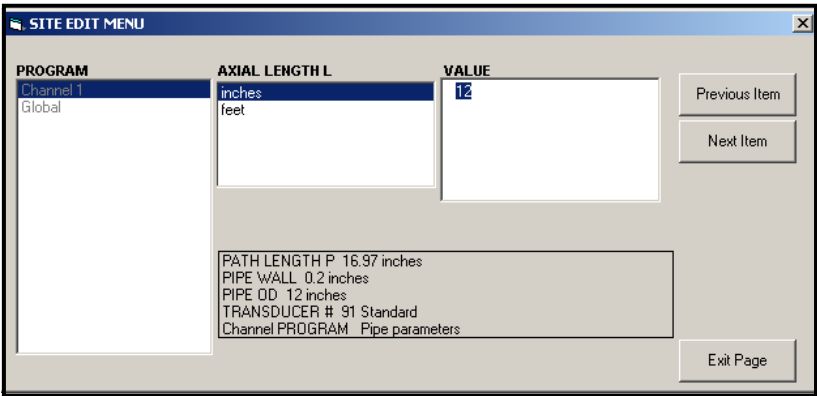 SITE EDIT MENU
PROGRAM
Channel 1
Global
AXIAL LENGTH L
inches
feet
VALUE
12
Previous Item
Next Item
PATH LENGTH P 16.97 inches
PIPE WALL 0.2 inches
PIPE OD 12 inches
TRANSDUCER # 91 Standard
Channel PROGRAM Pipe parameters
Exit Page